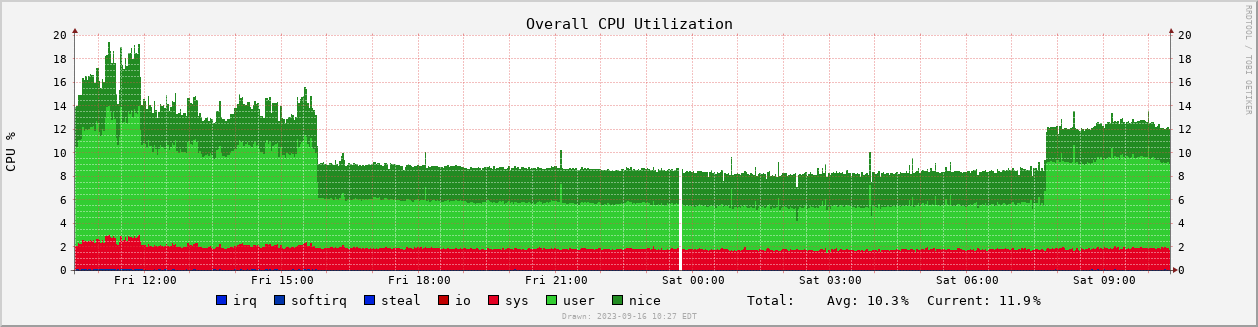 Overall CPU Utilization
RRDTOOL / TOBI OETIKER
CPU %
20 20
18 18
16 16
14 14
12 12
10 10
8 8
6 6
4 4
2 2
0 0
Fri 12:00 Fri 15:00 Fri 18:00 Fri 21:00 Sat 00:00 Sat 03:00 Sat 06:00 Sat 09:00
irq softirq steal io sys user nice Total: Avg: 10.3% Current: 11.9%
Drawn: 2023-09-16 10:27 EDT